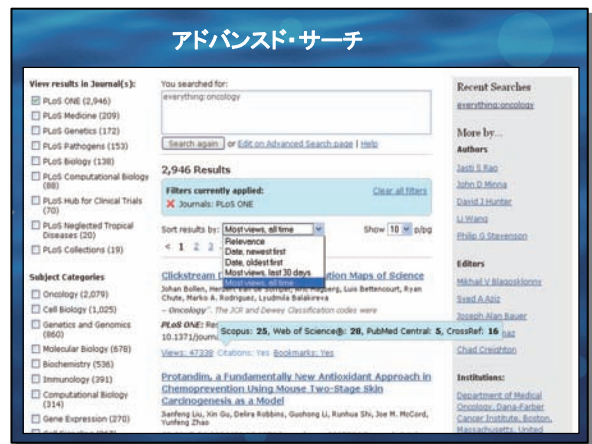 アドバンスド・サーチ
View results in Journal(s):
PLoS ONE (2,946)
PLoS Medicine (209)
PLoS Genetics (172)
PLoS Pathogens (153)
PLoS Biology (138)
PLoS Computational Biology
(88)
PLoS Hub for Clinical Trials
(70)
PLoS Neglected Tropical
Diseases (20)
PLoS Collections (19)
Subject Categories
Oncology (2,079)
Cell Biology (1,025)
Genetics and Genomics
(860)
Molecular Biology (678)
Biochemistry (536)
Immunology (391)
Computational Biology
(314)
Gene Expression (270)
You searched for:
everything:oncology
Search again or Edit on Advanced Search page | Help
2,946 Results
Filters currently applied: Clear all filters
Journals: PLoS ONE
Sort results by: Most views, all time Show 10 p/pg
< 1 2 3
Relevance
Date, newest first
Date, oldest first
Most views, last 30 days
Most views, all time
Clickstream Maps of Science
Johan Bollen, Luis Bettencourt, Ryan
Chute, Marko A. Rodriguez, Lyudmila Balakireva
– Oncology". The JCR and Dewey Classification codes were
PLoS ONE:
Scopus: 25, Web of Science®: 28, PubMed Central: 5, CrossRef: 16
10.1371/journ
Views: 47338 Citations: Yes Bookmarks: Yes
Protandim, a Fundamentally New Antioxidant Approach in
Chemoprevention Using Mouse Two-Stage Skin
Carcinogenesis as a Model
Jianfeng Liu, Xin Gu, Delira Robbins, Guohong Li, Runhua Shi, Joe M. McCord,
Yunfeng Zhao
Recent Searches
everything:oncology
More by...
Authors
Jasti S Rao
John D Minna
David J Hunter
Li Wang
Philip G Stevenson
Editors
Mikhail V Blagosklonny
Syed A Aziz
Joseph Alan Bauer
Chad Creighton
Institutions:
Department of Medical
Oncology, Dana-Farber
Cancer Institute, Boston,
Massachusetts, United